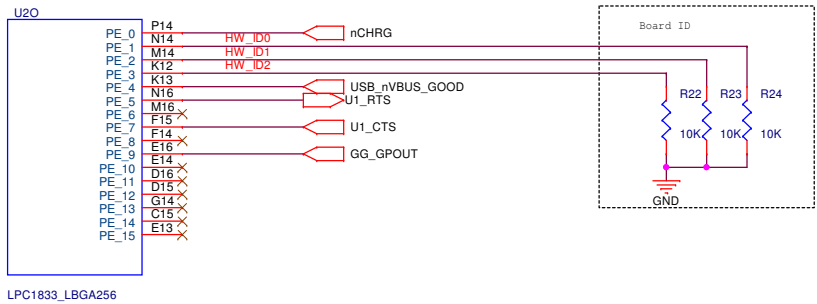 U2O
Board ID
PE_0 P14 nCHRG
PE_1 N14 HW_ID0
PE_2 M14 HW_ID1
PE_3 K12 HW_ID2
PE_4 K13 USB_nVBUS_GOOD
PE_5 N16 U1_RTS
PE_6 M16
PE_7 F15 U1_CTS
PE_8 F14
PE_9 E16 GG_GPOUT
PE_10 E14
PE_11 D16
PE_12 D15
PE_13 G14
PE_14 C15
PE_15 E13
R22 R23 R24
10K 10K 10K
GND
LPC1833_LBGA256